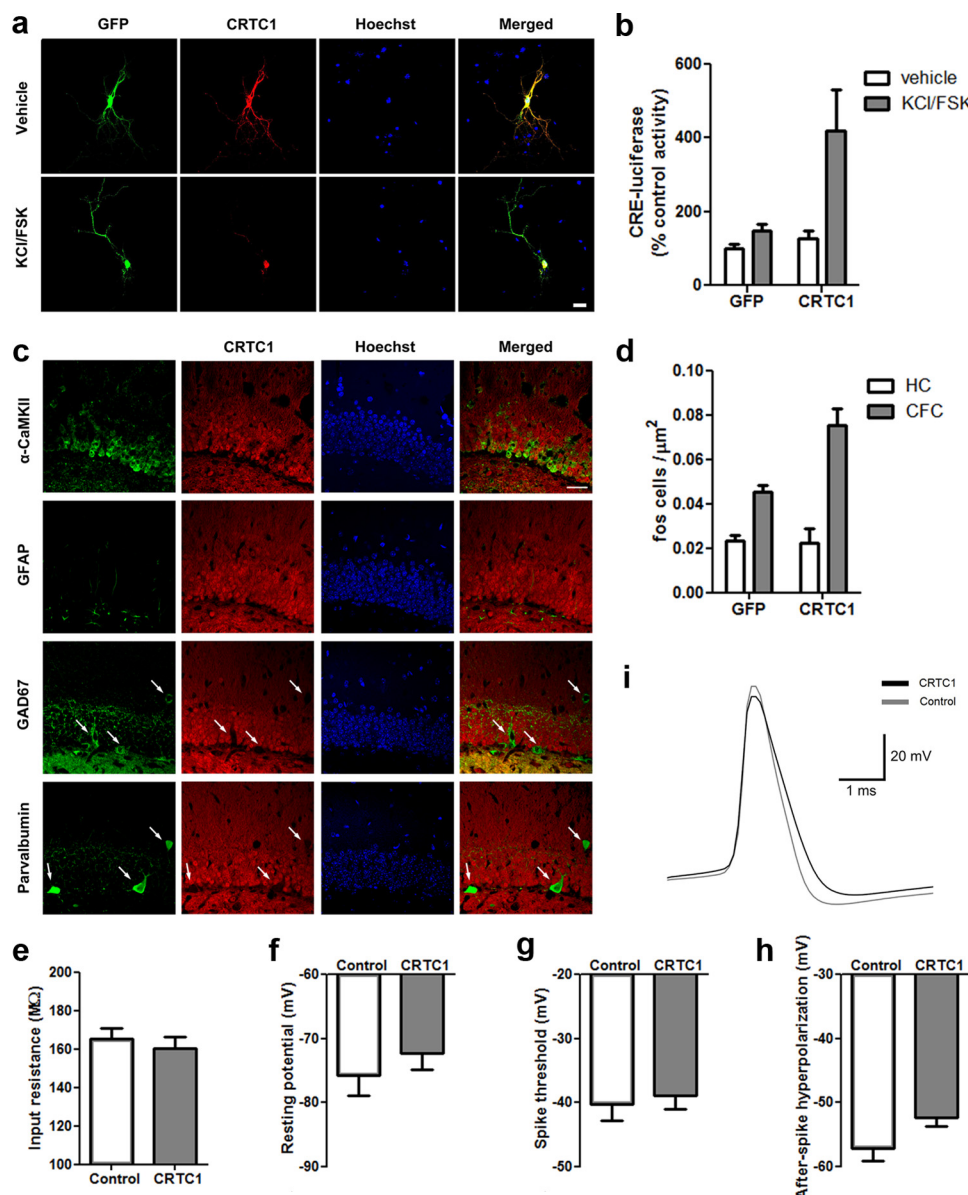 a
GFP
CRTC1
Hoechst
Merged
Vehicle
KCl/FSK
b
CRE-luciferase
(% control activity)
600
400
200
0
GFP
CRTC1
vehicle
KCl/FSK
c
CRTC1
Hoechst
Merged
α-CaMKII
GFAP
GAD67
Parvalbumin
d
fos cells /μm²
0.10
0.08
0.06
0.04
0.02
0.00
GFP
CRTC1
HC
CFC
i
CRTC1
Control
20 mV
1 ms
e
Input resistance (MΩ)
200
180
160
140
120
100
Control
CRTC1
f
Resting potential (mV)
-60
-70
-80
-90
Control
CRTC1
g
Spike threshold (mV)
-20
-30
-40
-50
Control
CRTC1
h
After-spike hyperpolarization (mV)
-30
-40
-50
-60
Control
CRTC1